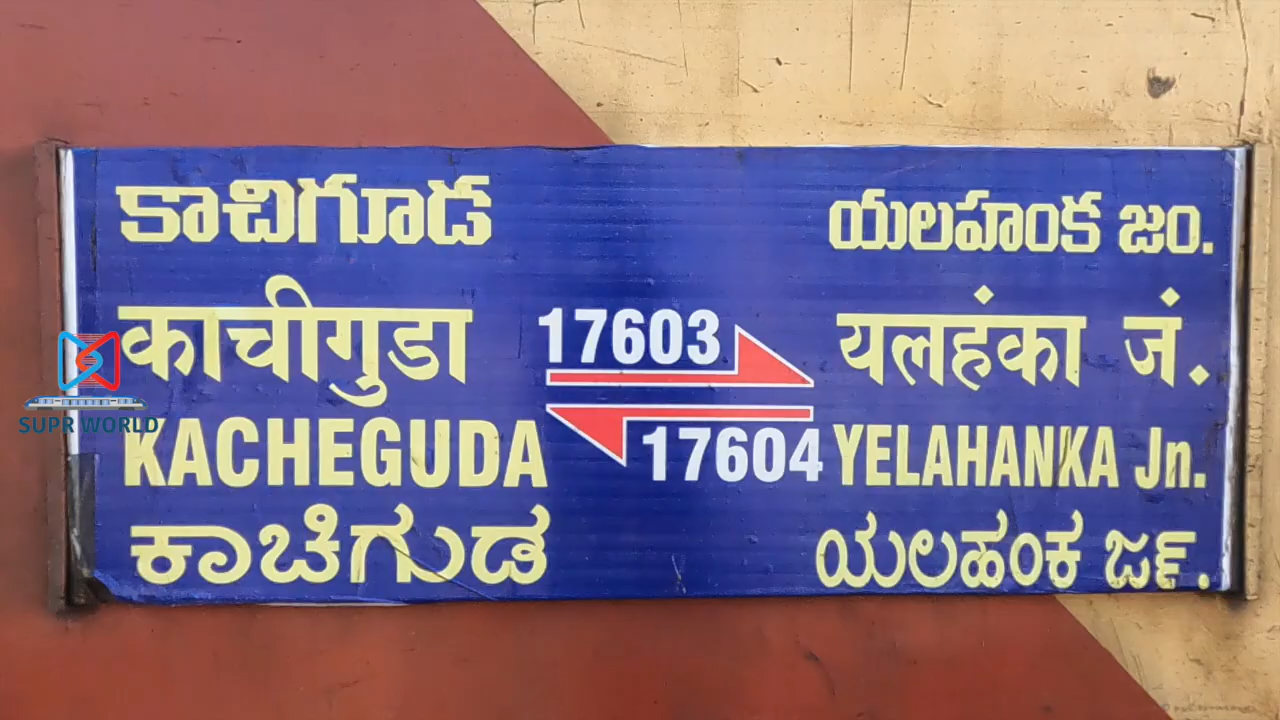 కాచిగూడ యలహంక జం.
काचीगुडा 17603 यलहंका जं.
KACHEGUDA 17604 YELAHANKA Jn.
ಕಾಚಿಗುಡ ಯಲಹಂಕ ಜಂ.
SUPR WORLD